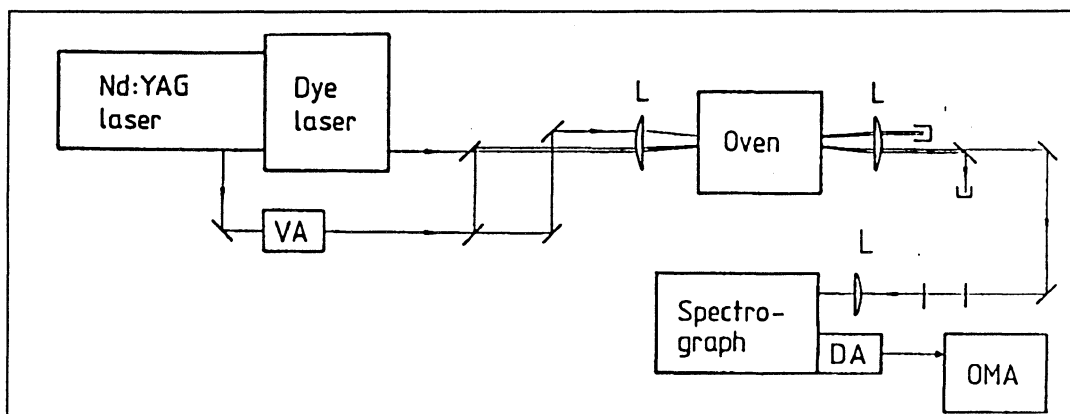 Nd:YAG
laser
Dye
laser
L
Oven
L
VA
L
Spectro-
graph
DA
OMA